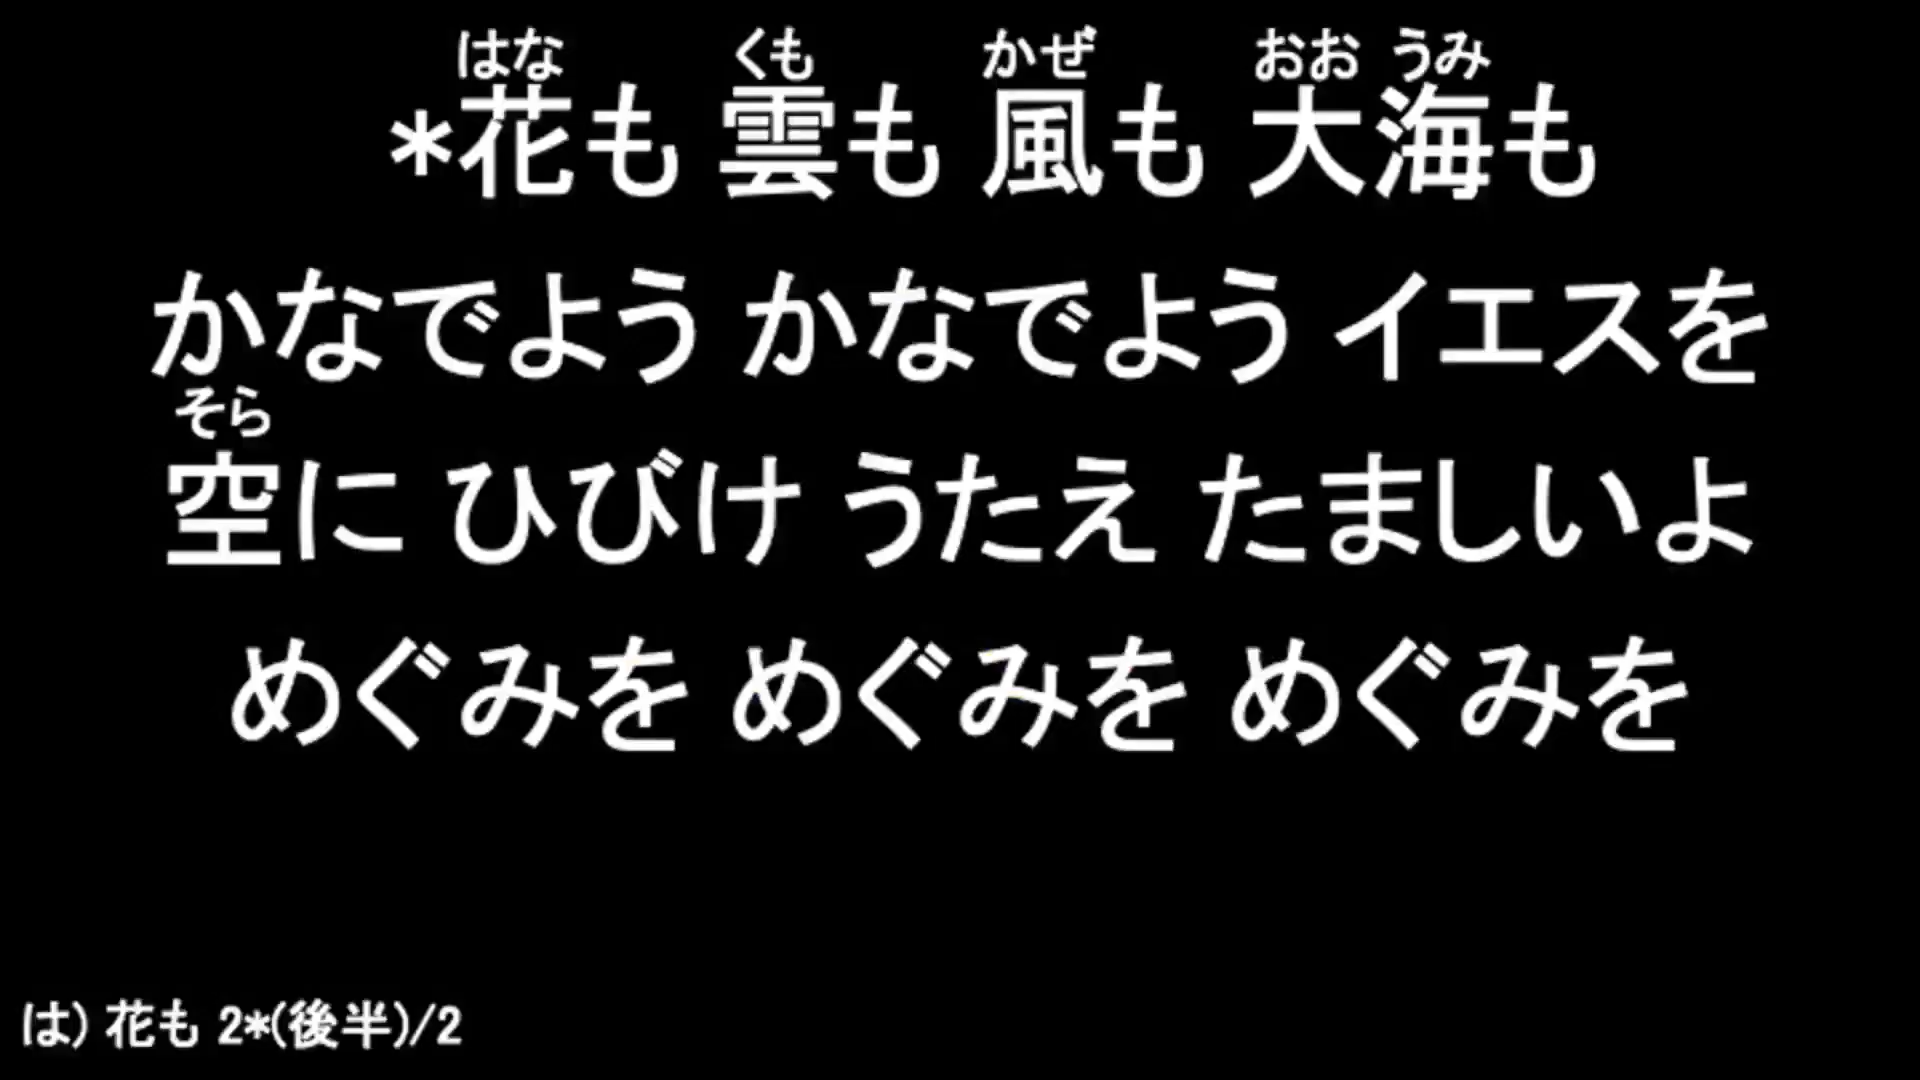 はな くも かぜ おお うみ
*花も 雲も 風も 大海も
かなでよう かなでよう イエスを
そら
空に ひびけ うたえ たましいよ
めぐみを めぐみを めぐみを
は) 花も 2*(後半)/2